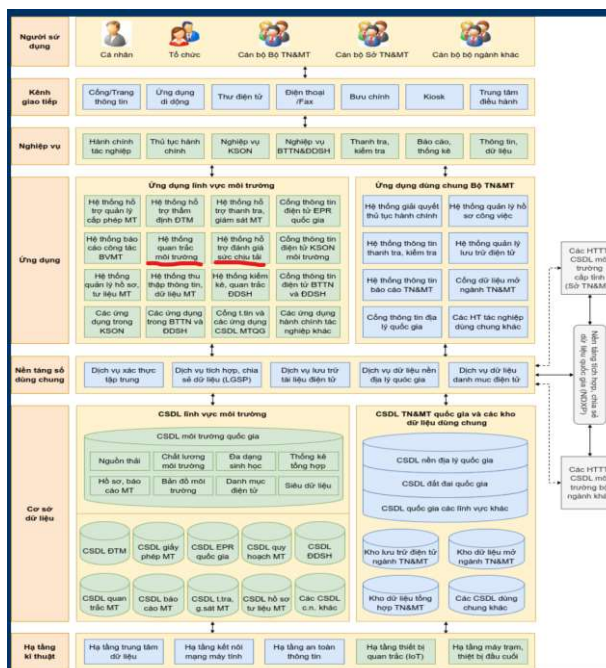 Người sử dụng
Cá nhân
Tổ chức
Cán bộ Bộ TN&MT
Cán bộ Sở TN&MT
Cán bộ bộ ngành khác
Kênh giao tiếp
Cổng/Trang thông tin
Ứng dụng di động
Thư điện tử
Điện thoại /Fax
Bưu chính
Kiosk
Trung tâm điều hành
Nghiệp vụ
Hành chính tác nghiệp
Thủ tục hành chính
Nghiệp vụ KSON
Nghiệp vụ BTTN&ĐDSH
Thanh tra, kiểm tra
Báo cáo, thống kê
Thông tin, dữ liệu
Ứng dụng
Ứng dụng lĩnh vực môi trường
Hệ thống hỗ trợ quản lý cấp phép MT
Hệ thống hỗ trợ thẩm định ĐTM
Hệ thống hỗ trợ thanh tra, giám sát MT
Cổng thông tin điện tử EPR quốc gia
Hệ thống báo cáo công tác BVMT
Hệ thống quan trắc môi trường
Hệ thống hỗ trợ đánh giá sức chịu tải
Cổng thông tin điện tử KSON môi trường
Hệ thống quản lý hồ sơ, tư liệu MT
Hệ thống thu thập thông tin, dữ liệu MT
Hệ thống kiểm kê, quan trắc ĐDSH
Cổng thông tin điện tử BTTN và ĐDSH
Các ứng dụng trong KSON
Các ứng dụng trong BTTN và ĐDSH
Cổng t.tin và các ứng dụng CSDL MTQG
Các ứng dụng hành chính tác nghiệp khác
Ứng dụng dùng chung Bộ TN&MT
Hệ thống giải quyết thủ tục hành chính
Hệ thống quản lý hồ sơ công việc
Hệ thống thông tin thanh tra, kiểm tra
Hệ thống quản lý lưu trữ điện tử
Hệ thống thông tin báo cáo TN&MT
Cổng dữ liệu mở ngành TN&MT
Cổng thông tin địa lý quốc gia
Các HT tác nghiệp dùng chung khác
Nền tảng số dùng chung
Dịch vụ xác thực tập trung
Dịch vụ tích hợp, chia sẻ dữ liệu (LGSP)
Dịch vụ lưu trữ tài liệu điện tử
Dịch vụ dữ liệu nền địa lý quốc gia
Dịch vụ dữ liệu danh mục điện tử
Cơ sở dữ liệu
CSDL lĩnh vực môi trường
CSDL môi trường quốc gia
Nguồn thải
Chất lượng môi trường
Đa dạng sinh học
Thống kê tổng hợp
Hồ sơ, báo cáo MT
Bản đồ môi trường
Danh mục điện tử
Siêu dữ liệu
CSDL ĐTM
CSDL giấy phép MT
CSDL EPR quốc gia
CSDL quy hoạch MT
CSDL ĐDSH
CSDL quan trắc MT
CSDL báo cáo MT
CSDL t.tra, g.sát MT
CSDL hồ sơ tư liệu MT
Các CSDL c.n. khác
CSDL TN&MT quốc gia và các kho dữ liệu dùng chung
CSDL nền địa lý quốc gia
CSDL đất đai quốc gia
CSDL quốc gia các lĩnh vực khác
Kho lưu trữ điện tử ngành TN&MT
Kho dữ liệu mở ngành TN&MT
Kho dữ liệu tổng hợp TN&MT
Các CSDL dùng chung khác
Hạ tầng kĩ thuật
Hạ tầng trung tâm dữ liệu
Hạ tầng kết nối mạng máy tính
Hạ tầng an toàn thông tin
Hạ tầng thiết bị quan trắc (IoT)
Hạ tầng máy trạm, thiết bị đầu cuối
Các HTTT, CSDL môi trường cấp tỉnh (Sở TN&M
Nền tảng tích hợp, chia sẻ dữ liệu quốc gia (NDXP)
Các HTTT, CSDL môi trường bộ ngành khá